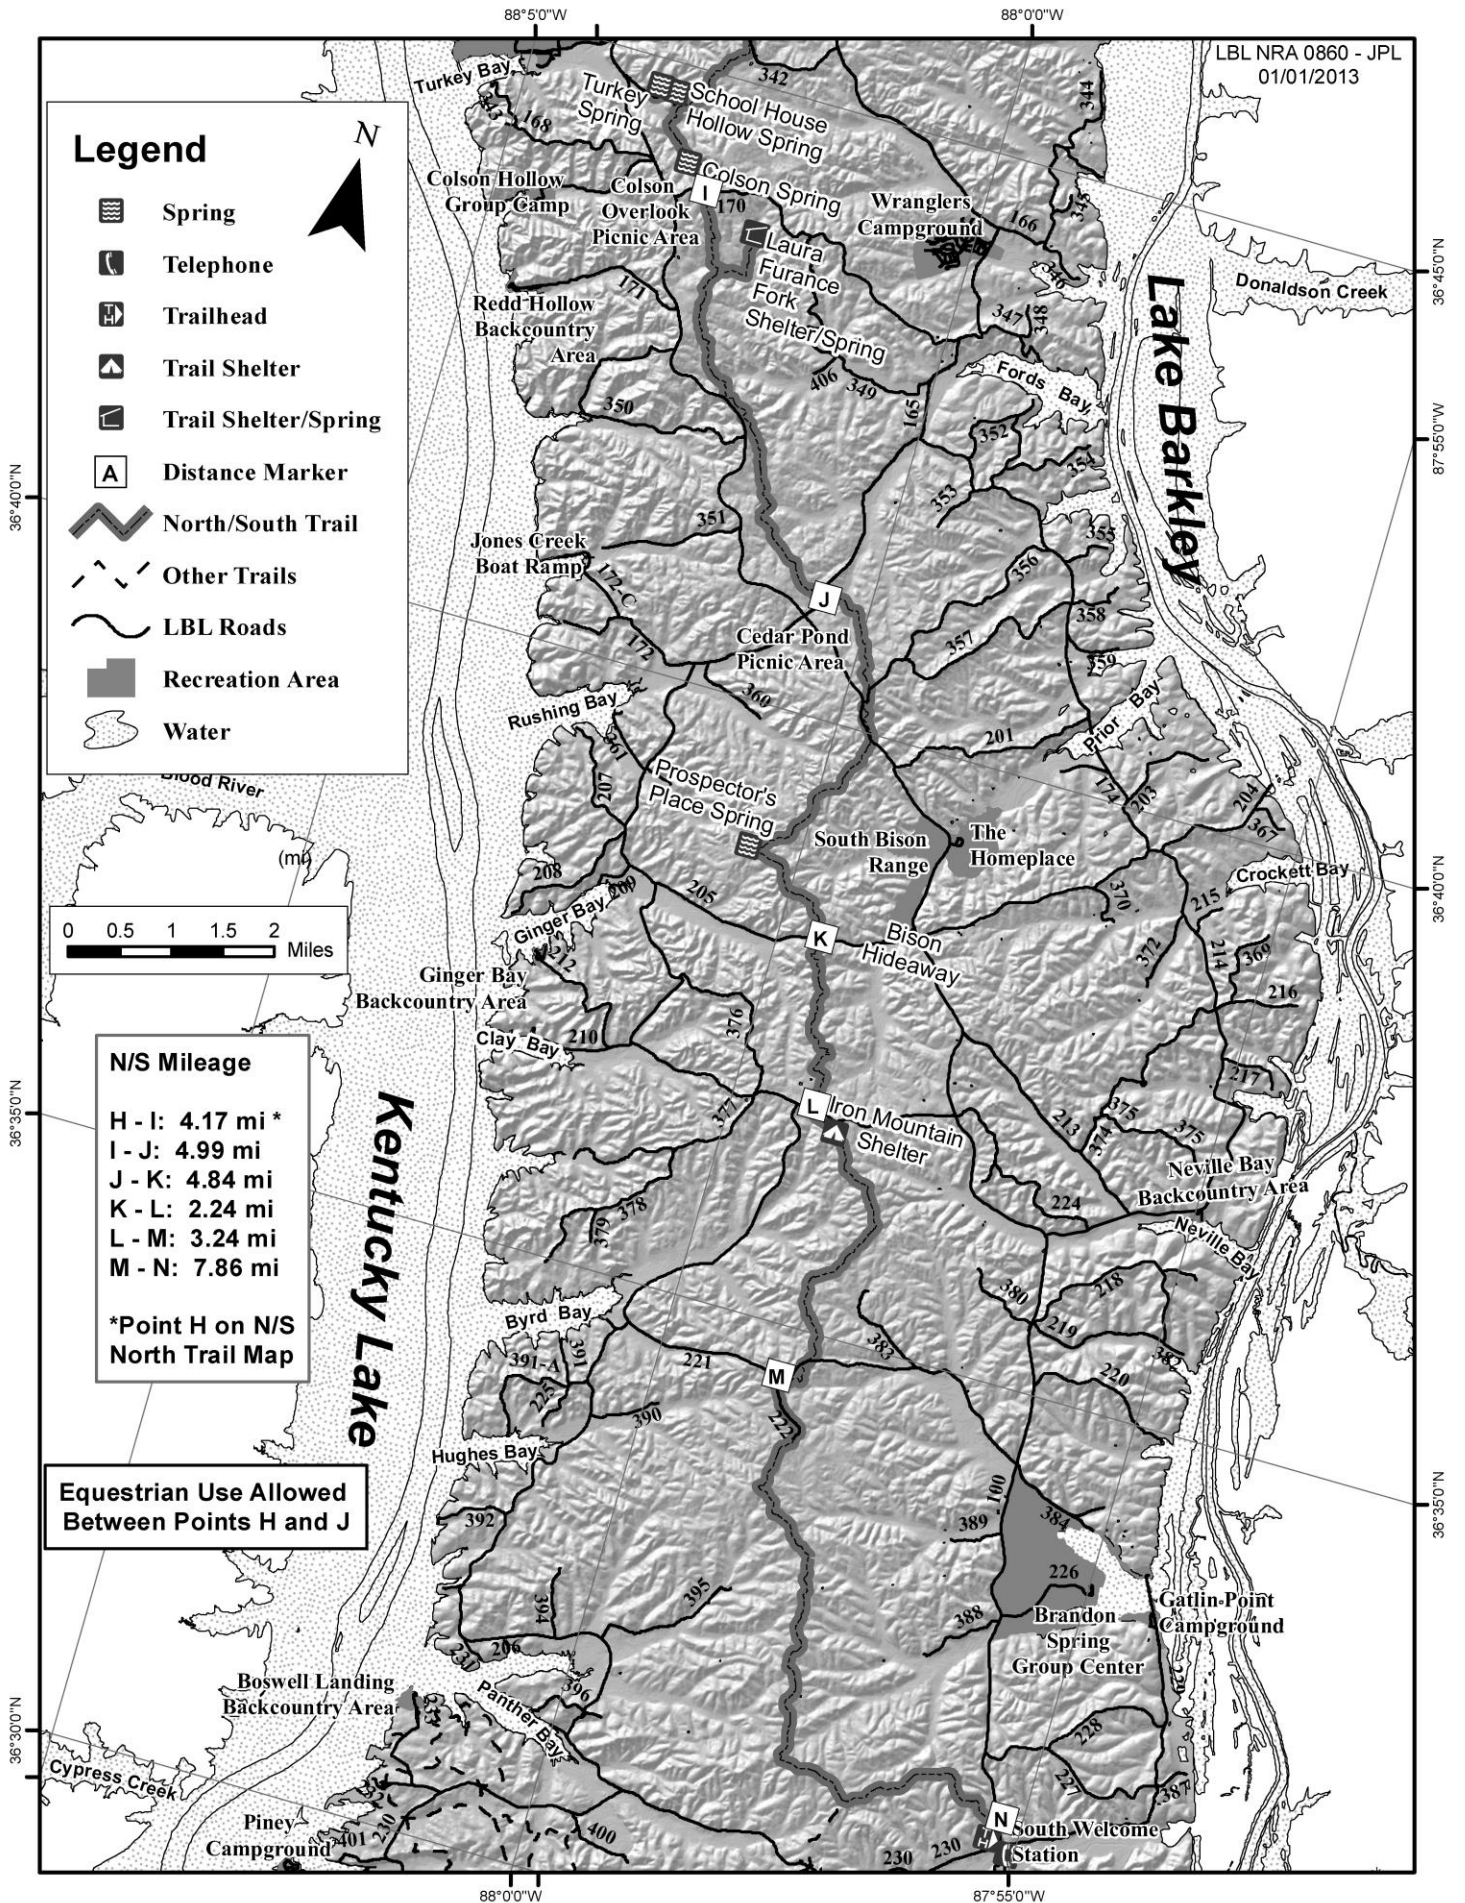 88°5'0"W
88°0'0"W
LBL NRA 0860 - JPL
01/01/2013
Legend
N
Spring
Telephone
Trailhead
Trail Shelter
Trail Shelter/Spring
A
Distance Marker
North/South Trail
Other Trails
LBL Roads
Recreation Area
Water
Blood River
(mi)
0 0.5 1 1.5 2
Miles
N/S Mileage
H - I: 4.17 mi *
I - J: 4.99 mi
J - K: 4.84 mi
K - L: 2.24 mi
L - M: 3.24 mi
M - N: 7.86 mi
*Point H on N/S
North Trail Map
Equestrian Use Allowed
Between Points H and J
Kentucky Lake
Lake Barkley
Turkey Bay
342
344
343
168
Turkey
Spring
School House
Hollow Spring
Colson Spring
I
170
Colson Hollow
Group Camp
Colson
Overlook
Picnic Area
Wranglers
Campground
166
345
346
Donaldson Creek
36°45'0"N
Laura
Furance
Fork
Shelter/Spring
171
Redd Hollow
Backcountry
Area
347
348
Fords Bay
406
349
165
350
352
354
353
87°55'0"W
36°40'0"N
351
355
Jones Creek
Boat Ramp
172-C
356
J
358
357
Cedar Pond
Picnic Area
172
359
360
Rushing Bay
Prior Bay
361
201
207
Prospector's
Place Spring
174
203
204
367
South Bison
Range
The
Homeplace
208
209
205
Crockett Bay
36°40'0"N
370
215
Ginger Bay
K
Bison
Hideaway
212
372
214
369
Ginger Bay
Backcountry Area
216
376
210
Clay Bay
217
36°35'0"N
L
Iron Mountain
Shelter
377
213
375
374
375
Neville Bay
Backcountry Area
378
379
224
Neville Bay
380
218
Byrd Bay
219
383
382
391-A
391
221
M
220
225
222
390
Hughes Bay
100
36°35'0"N
392
389
384
226
394
395
388
Gatlin Point
Campground
Brandon
Spring
Group Center
231
206
Boswell Landing
Backcountry Area
396
229
233
Panther Bay
228
36°30'0"N
Cypress Creek
232
227
387
Piney
Campground
401
230
400
N
South Welcome
Station
230
230
88°0'0"W
87°55'0"W